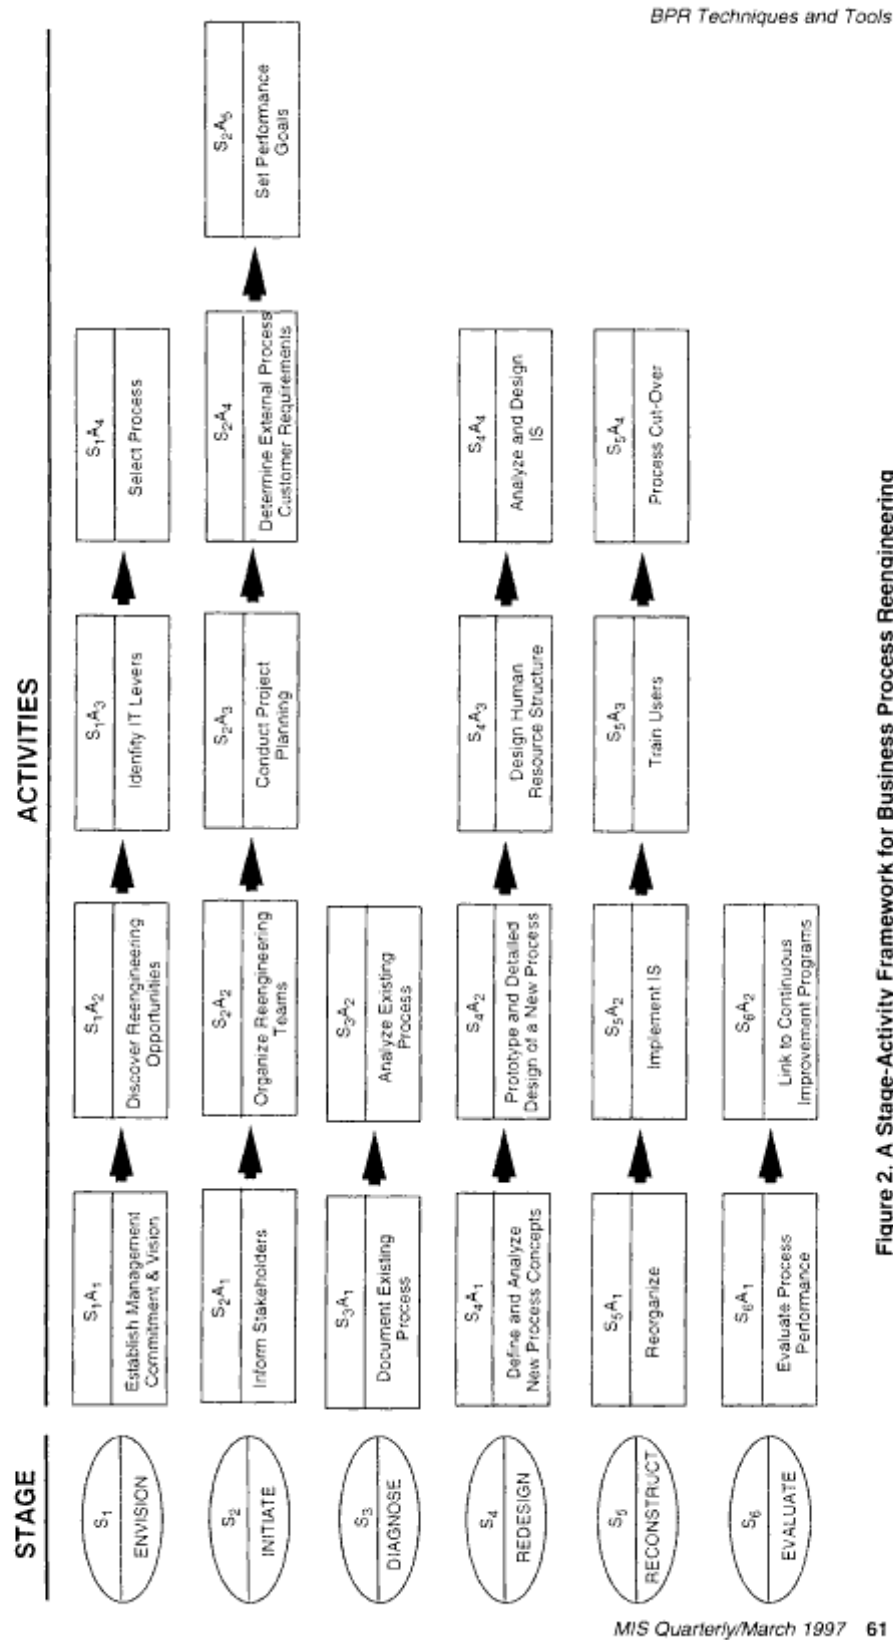 BPR Techniques and Tools
STAGE
ACTIVITIES
S₁
ENVISION
S₁A₁
Establish Management
Commitment & Vision
S₁A₂
Discover Reengineering
Opportunities
S₁A₃
Idenfity IT Levers
S₁A₄
Select Process
S₂
INITIATE
S₂A₁
Inform Stakeholders
S₂A₂
Organize Reengineering
Teams
S₂A₃
Conduct Project
Planning
S₂A₄
Determine External Process
Customer Requirements
S₂A₅
Set Performance
Goals
S₃
DIAGNOSE
S₃A₁
Document Existing
Process
S₃A₂
Analyze Existing
Process
S₄
REDESIGN
S₄A₁
Define and Analyze
New Process Concepts
S₄A₂
Prototype and Detailed
Design of a New Process
S₄A₃
Design Human
Resource Structure
S₄A₄
Analyze and Design
IS
S₅
RECONSTRUCT
S₅A₁
Reorganize
S₅A₂
Implement IS
S₅A₃
Train Users
S₅A₄
Process Cut-Over
S₆
EVALUATE
S₆A₁
Evaluate Process
Performance
S₆A₂
Link to Continuous
Improvement Programs
Figure 2. A Stage-Activity Framework for Business Process Reengineering
MIS Quarterly/March 1997 61